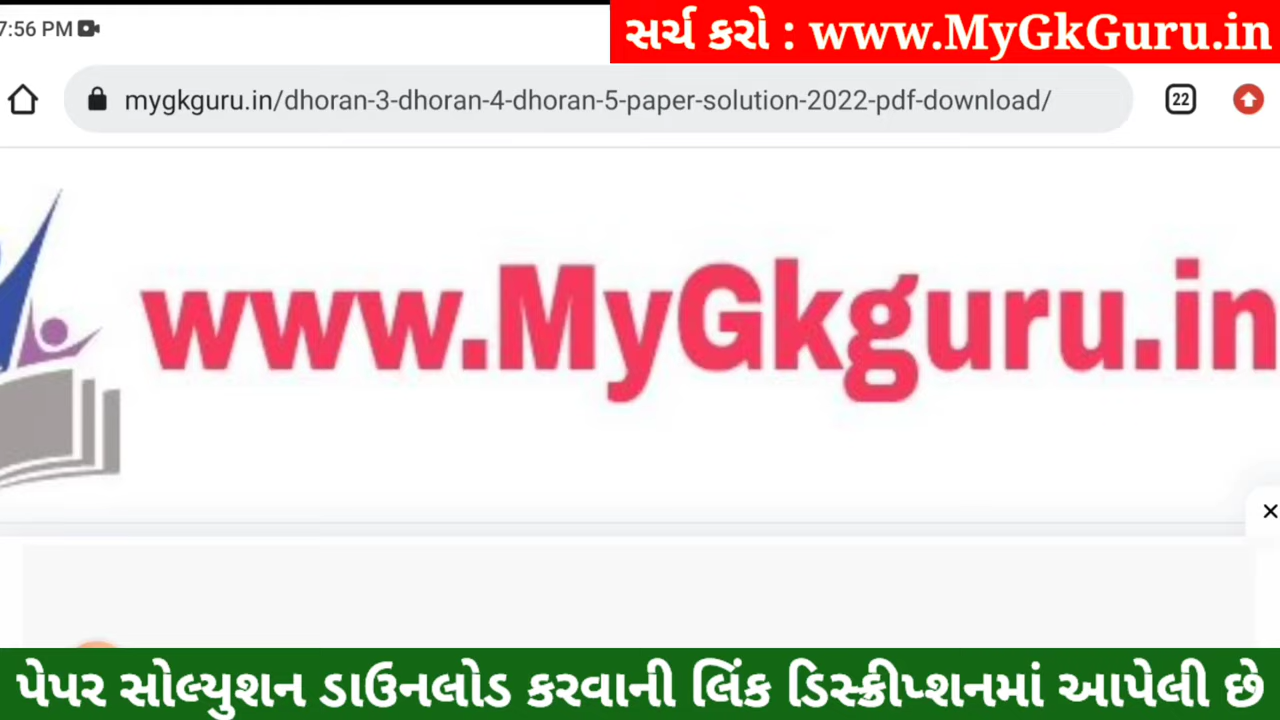 7:56 PM
સર્ચ કરો : www.MyGkGuru.in
mygkguru.in/dhoran-3-dhoran-4-dhoran-5-paper-solution-2022-pdf-download/
22
www.MyGkguru.in
પેપર સોલ્યુશન ડાઉનલોડ કરવાની લિંક ડિસ્ક્રીપ્શનમાં આપેલી છે